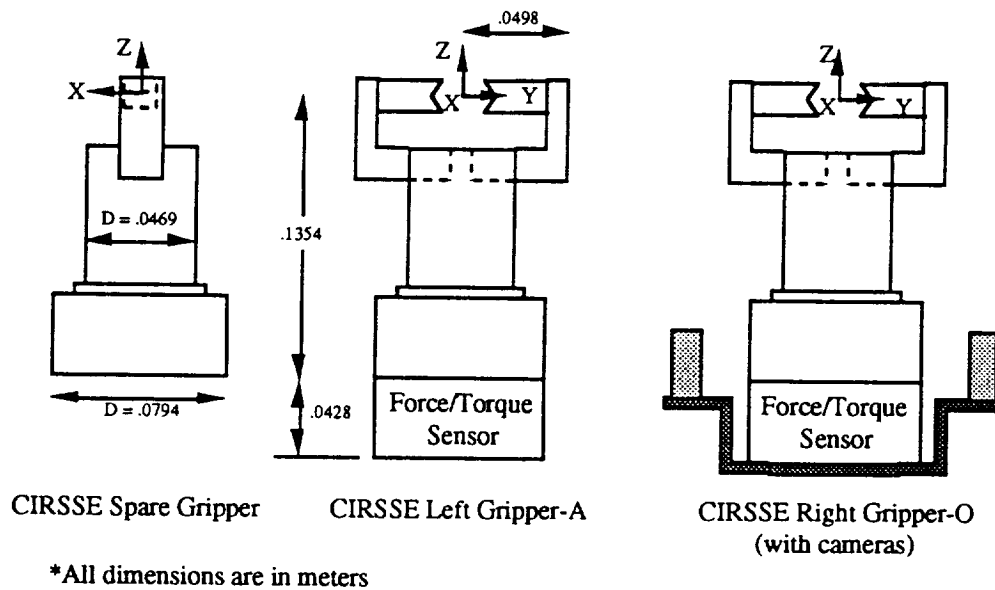 .0498
Z
X
Z
X
Y
Z
X
Y
D = .0469
.1354
D = .0794
.0428
Force/Torque
Sensor
Force/Torque
Sensor
CIRSSE Spare Gripper
CIRSSE Left Gripper-A
CIRSSE Right Gripper-O
(with cameras)
*All dimensions are in meters